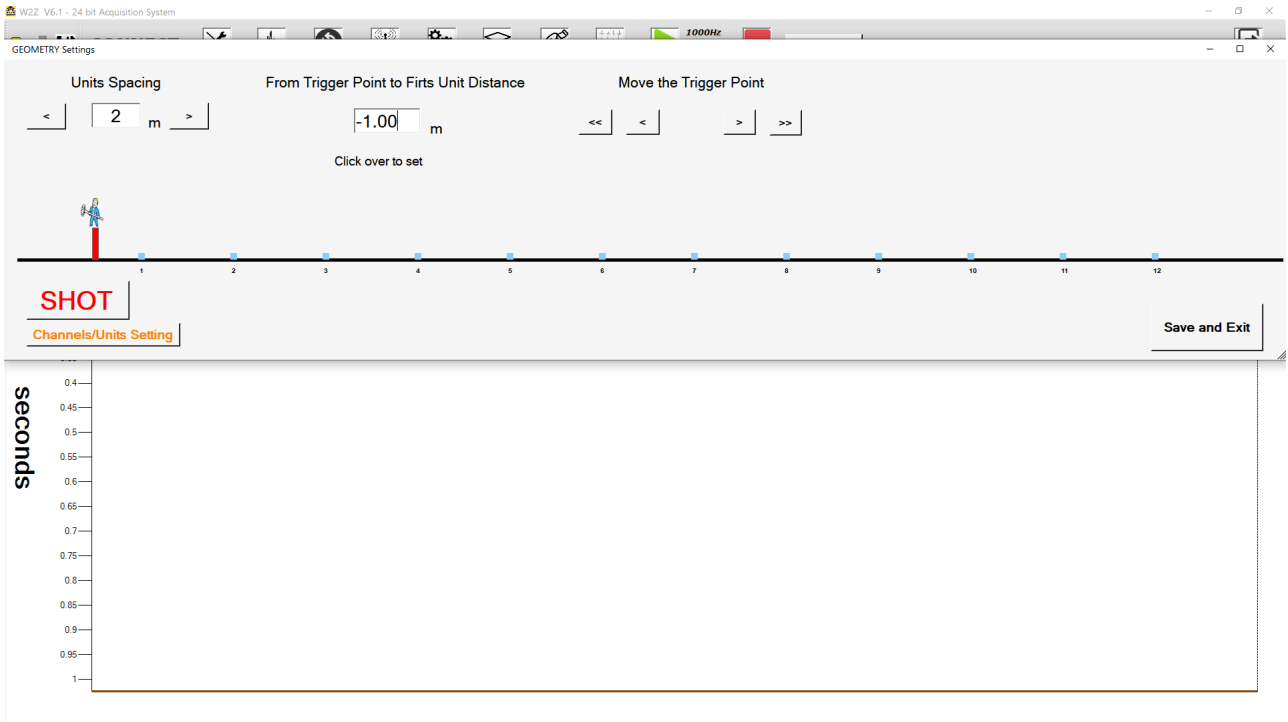 W2Z V6.1 - 24 bit Acquisition System
1000Hz
GEOMETRY Settings
Units Spacing
From Trigger Point to Firts Unit Distance
Move the Trigger Point
< 2 m >
-1.00 m
<< < > >>
Click over to set
1 2 3 4 5 6 7 8 9 10 11 12
SHOT
Channels/Units Setting
Save and Exit
seconds
0.4
0.45
0.5
0.55
0.6
0.65
0.7
0.75
0.8
0.85
0.9
0.95
1